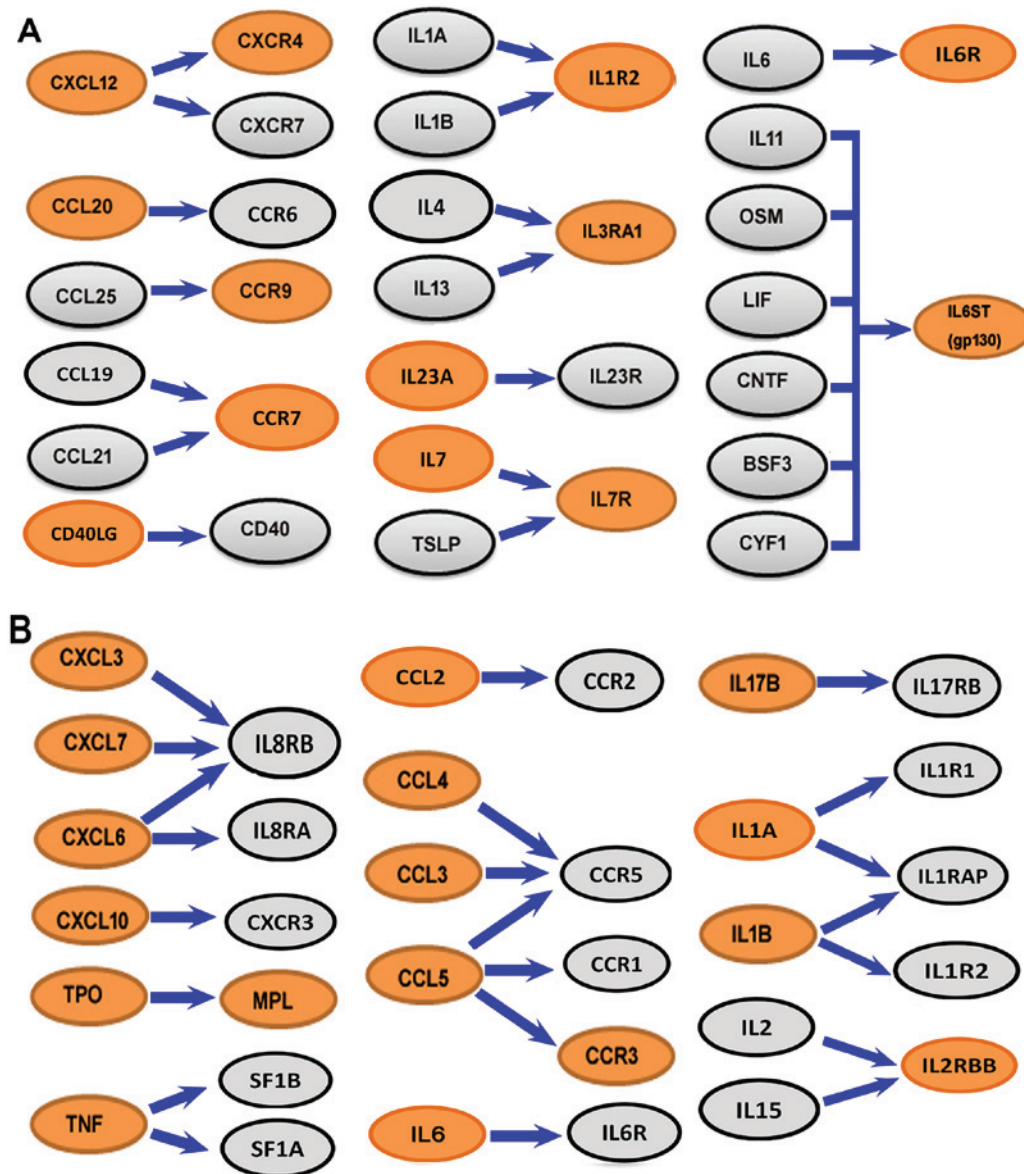 A
CXCL12
CXCR4
CXCR7
CCL20
CCR6
CCL25
CCR9
CCL19
CCL21
CCR7
CD40LG
CD40
IL1A
IL1B
IL1R2
IL4
IL13
IL3RA1
IL23A
IL23R
IL7
TSLP
IL7R
IL6
IL6R
IL11
OSM
LIF
CNTF
BSF3
CYF1
IL6ST
(gp130)
B
CXCL3
CXCL7
CXCL6
IL8RB
IL8RA
CXCL10
CXCR3
TPO
MPL
TNF
SF1B
SF1A
CCL2
CCR2
CCL4
CCL3
CCL5
CCR5
CCR1
CCR3
IL6
IL6R
IL17B
IL17RB
IL1A
IL1B
IL1R1
IL1RAP
IL1R2
IL2
IL15
IL2RBB